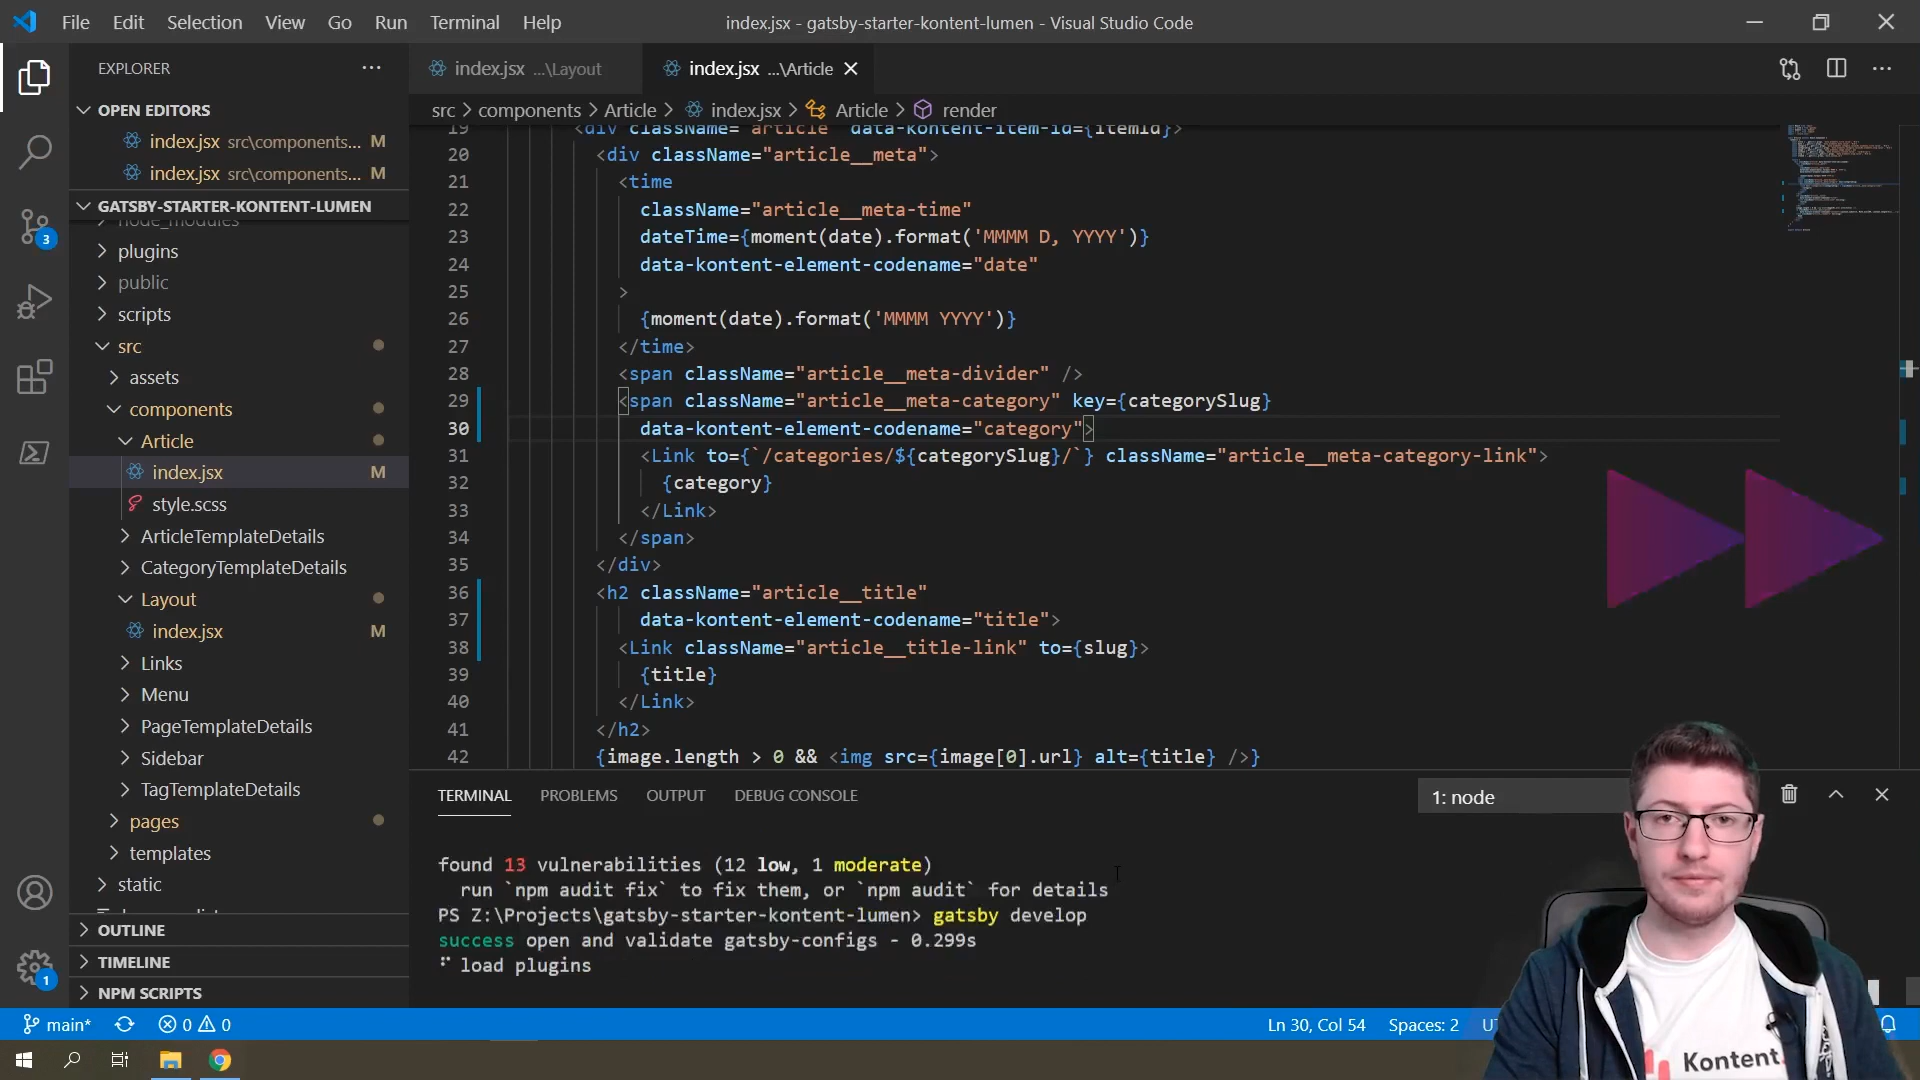 File Edit Selection View Go Run Terminal Help
index.jsx - gatsby-starter-kontent-lumen - Visual Studio Code
EXPLORER
index.jsx ...\Layout
index.jsx ...\Article
OPEN EDITORS
index.jsx src\components... M
index.jsx src\components... M
GATSBY-STARTER-KONTENT-LUMEN
node_modules
plugins
public
scripts
src
assets
components
Article
index.jsx M
style.scss
ArticleTemplateDetails
CategoryTemplateDetails
Layout
index.jsx M
Links
Menu
PageTemplateDetails
Sidebar
TagTemplateDetails
pages
templates
static
OUTLINE
TIMELINE
NPM SCRIPTS
3
1
src > components > Article > index.jsx > Article > render
19 <div className="article" data-kontent-item-id={itemId}>
20 <div className="article__meta">
21 <time
22 className="article__meta-time"
23 dateTime={moment(date).format('MMMM D, YYYY')}
24 data-kontent-element-codename="date"
25 >
26 {moment(date).format('MMMM YYYY')}
27 </time>
28 <span className="article__meta-divider" />
29 <span className="article__meta-category" key={categorySlug}
30 data-kontent-element-codename="category">
31 <Link to={`/categories/${categorySlug}/`} className="article__meta-category-link">
32 {category}
33 </Link>
34 </span>
35 </div>
36 <h2 className="article__title"
37 data-kontent-element-codename="title">
38 <Link className="article__title-link" to={slug}>
39 {title}
40 </Link>
41 </h2>
42 {image.length > 0 && <img src={image[0].url} alt={title} />}
TERMINAL PROBLEMS OUTPUT DEBUG CONSOLE
1: node
found 13 vulnerabilities (12 low, 1 moderate)
run `npm audit fix` to fix them, or `npm audit` for details
PS Z:\Projects\gatsby-starter-kontent-lumen> gatsby develop
success open and validate gatsby-configs - 0.299s
load plugins
main* 0 0
Ln 30, Col 54 Spaces: 2
Kontent.